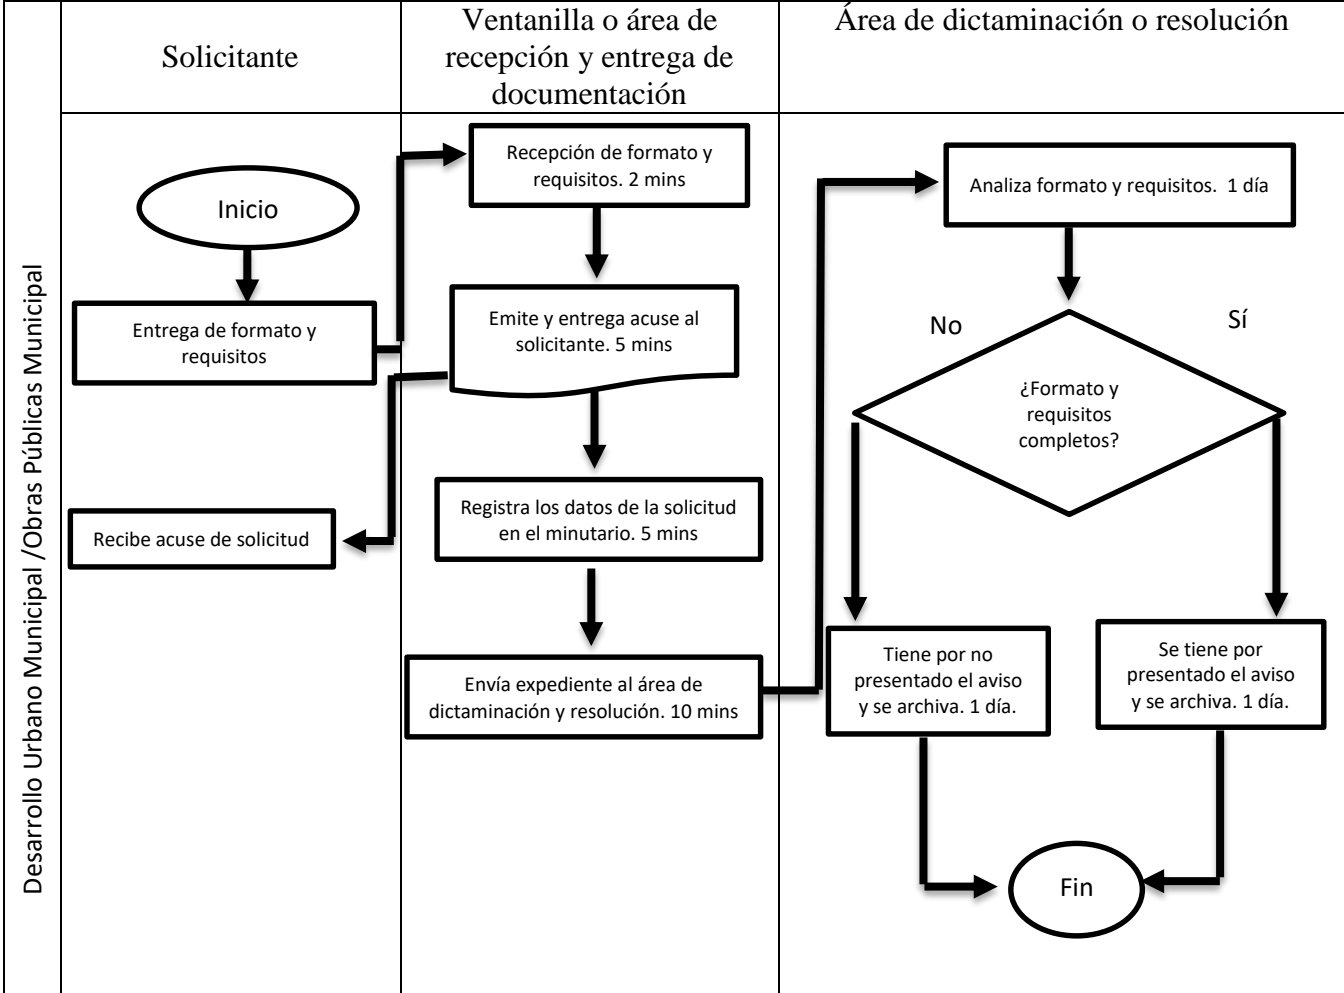 Desarrollo Urbano Municipal /Obras Públicas Municipal
Solicitante
Ventanilla o área de
recepción y entrega de
documentación
Área de dictaminación o resolución
Inicio
Entrega de formato y
requisitos
Recibe acuse de solicitud
Recepción de formato y
requisitos. 2 mins
Emite y entrega acuse al
solicitante. 5 mins
Registra los datos de la solicitud
en el minutario. 5 mins
Envía expediente al área de
dictaminación y resolución. 10 mins
Analiza formato y requisitos. 1 día
No
Sí
¿Formato y
requisitos
completos?
Tiene por no
presentado el aviso
y se archiva. 1 día.
Se tiene por
presentado el aviso
y se archiva. 1 día.
Fin